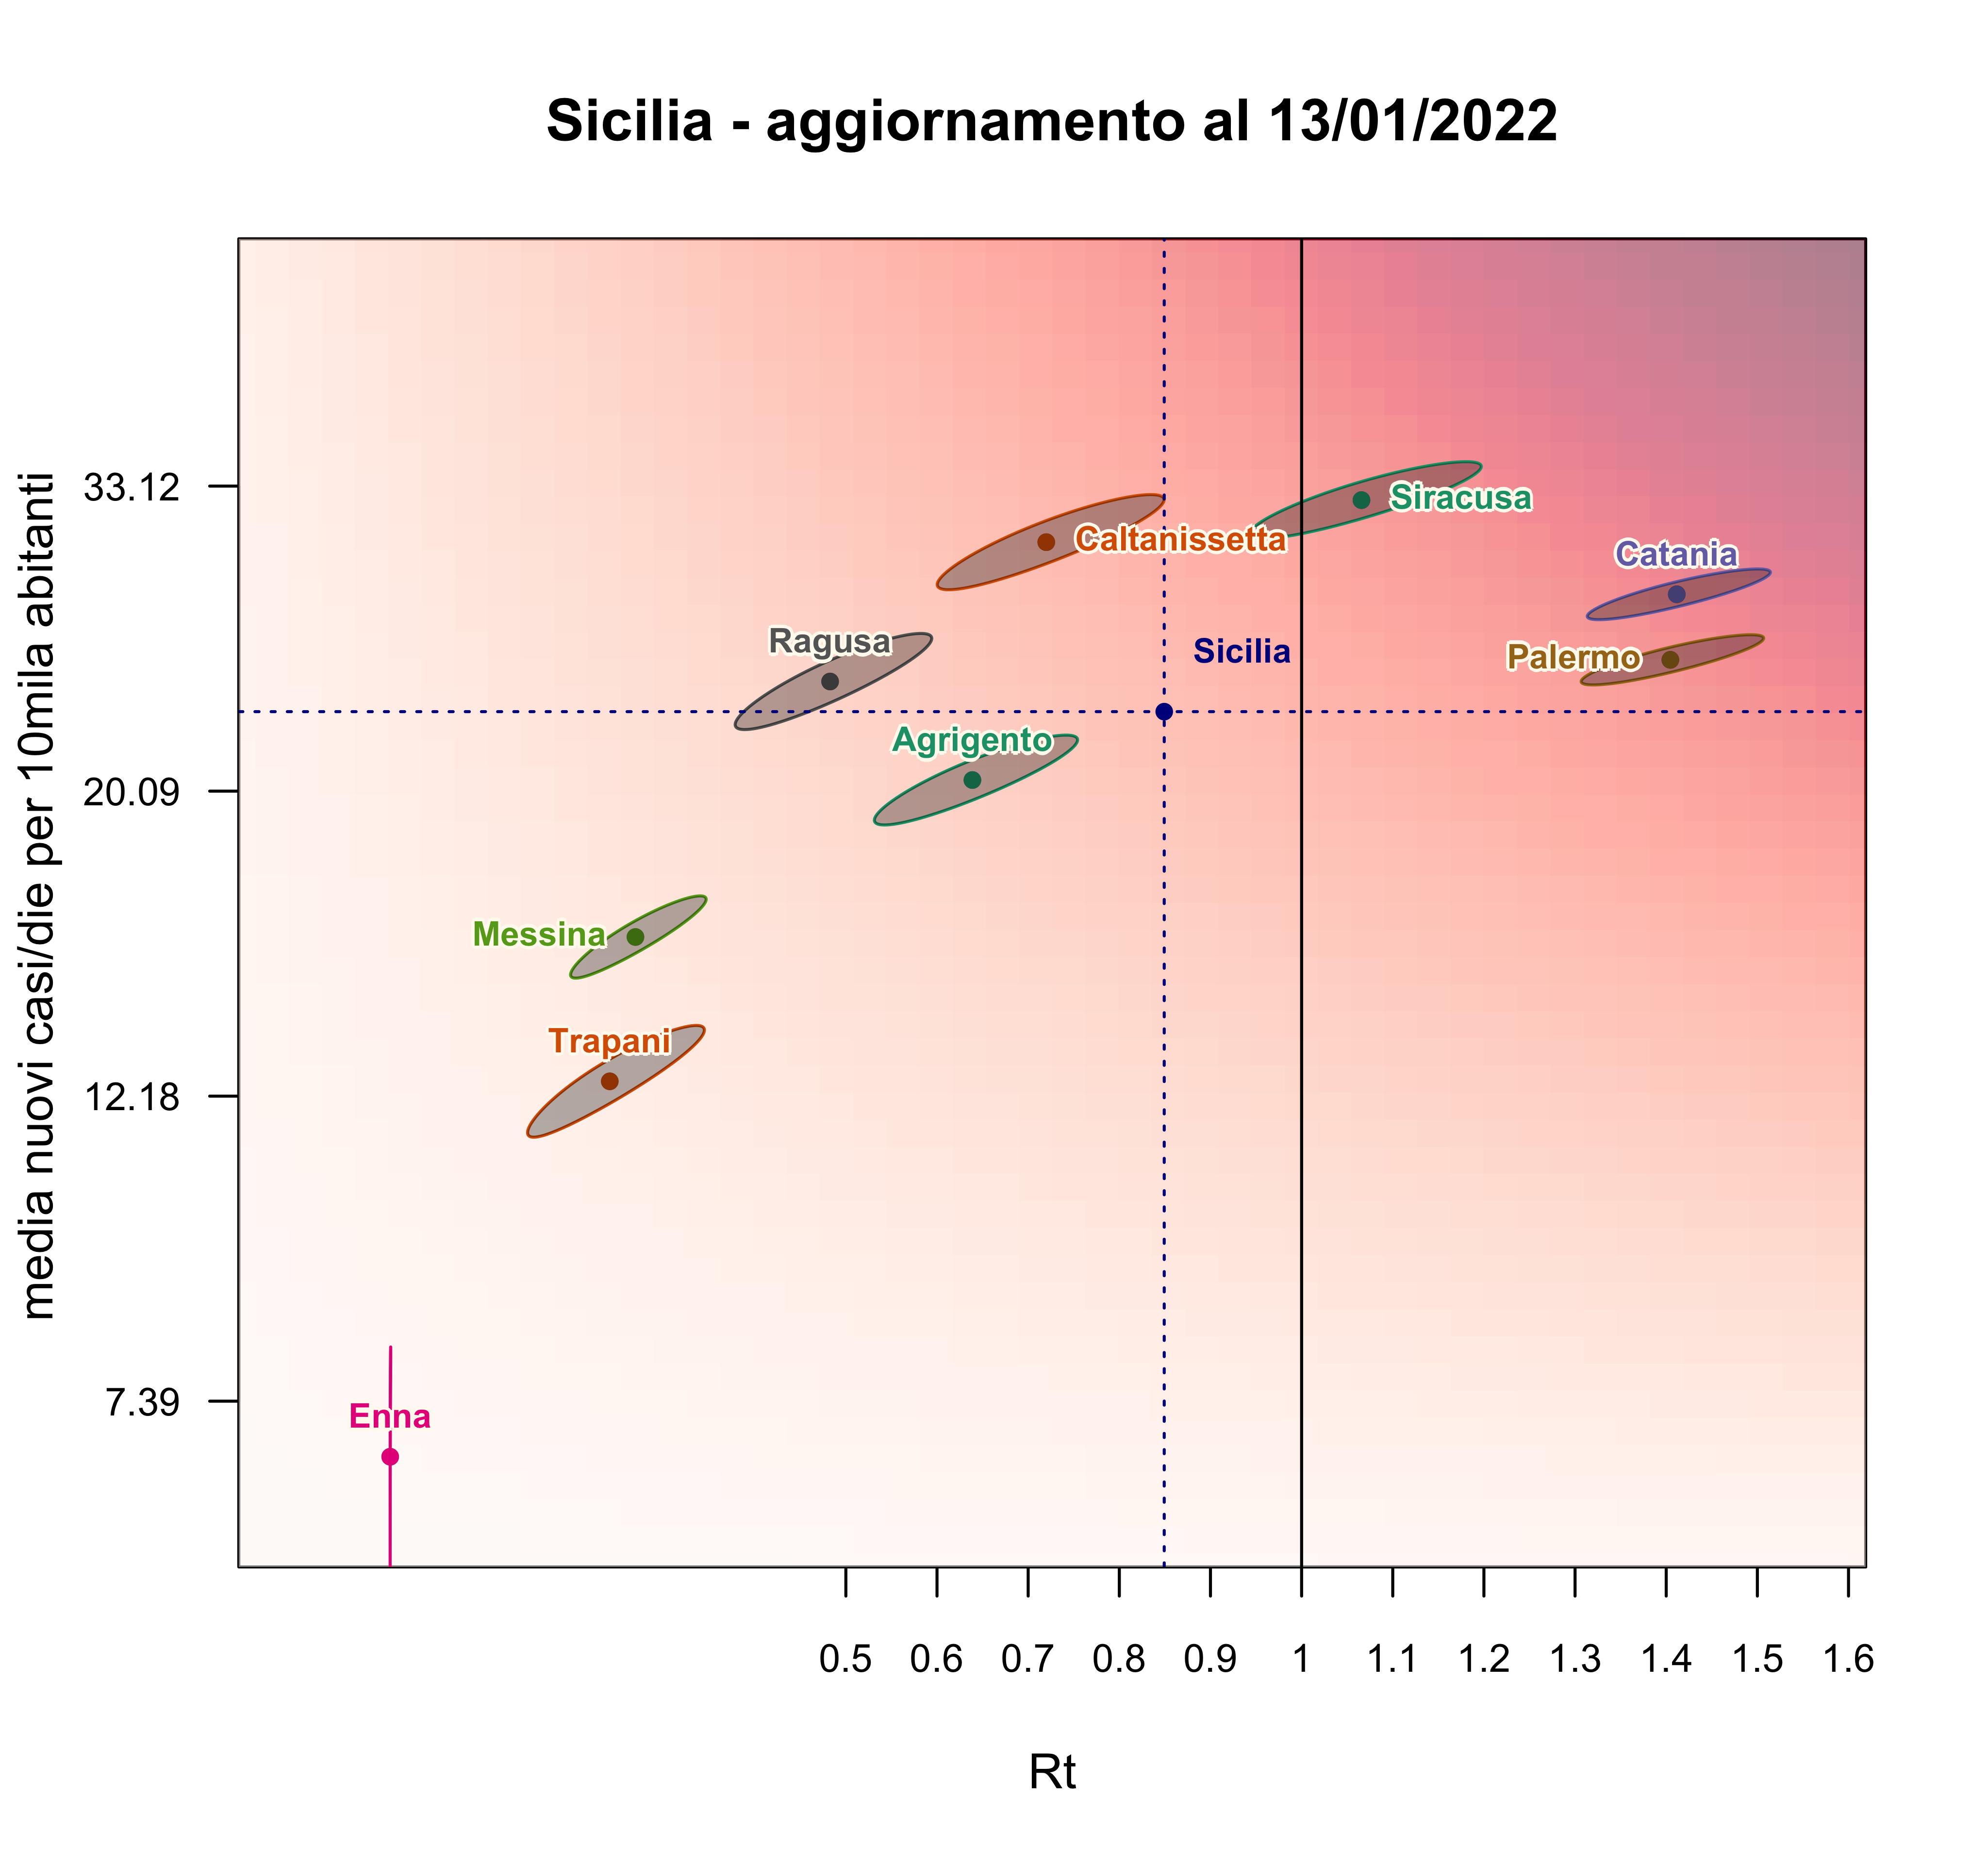 Sicilia - aggiornamento al 13/01/2022
media nuovi casi/die per 10mila abitanti
33.12
20.09
12.18
7.39
Siracusa
Caltanissetta
Catania
Ragusa
Sicilia
Palermo
Agrigento
Messina
Trapani
Enna
0.5 0.6 0.7 0.8 0.9 1 1.1 1.2 1.3 1.4 1.5 1.6
Rt